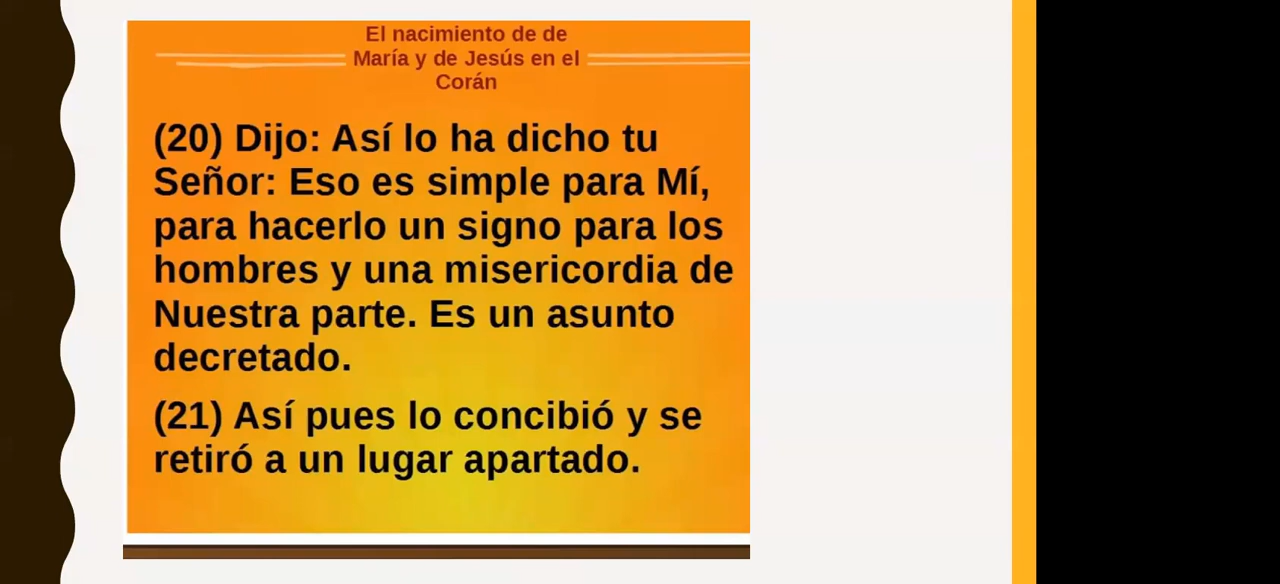 El nacimiento de de
María y de Jesús en el
Corán
(20) Dijo: Así lo ha dicho tu
Señor: Eso es simple para Mí,
para hacerlo un signo para los
hombres y una misericordia de
Nuestra parte. Es un asunto
decretado.
(21) Así pues lo concibió y se
retiró a un lugar apartado.